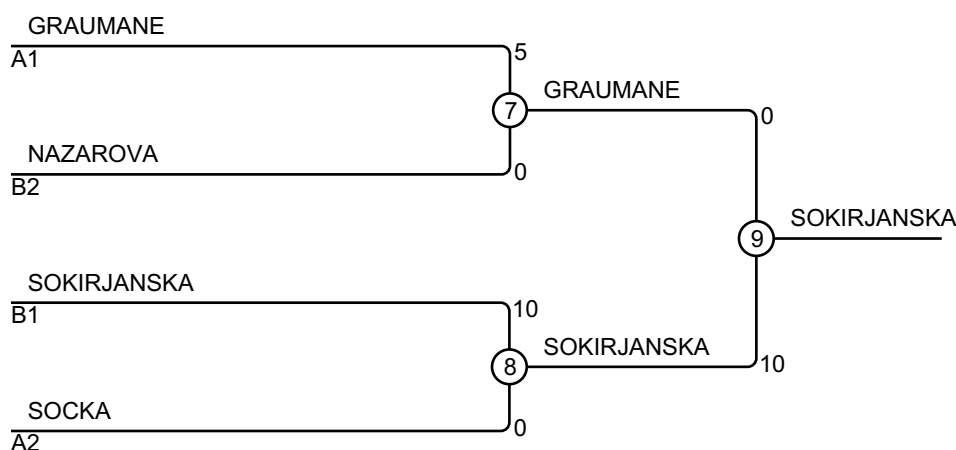 GRAUMANE
A1
5
7
GRAUMANE
0
NAZAROVA
B2
0
9
SOKIRJANSKA
SOKIRJANSKA
B1
10
8
SOKIRJANSKA
10
SOCKA
A2
0